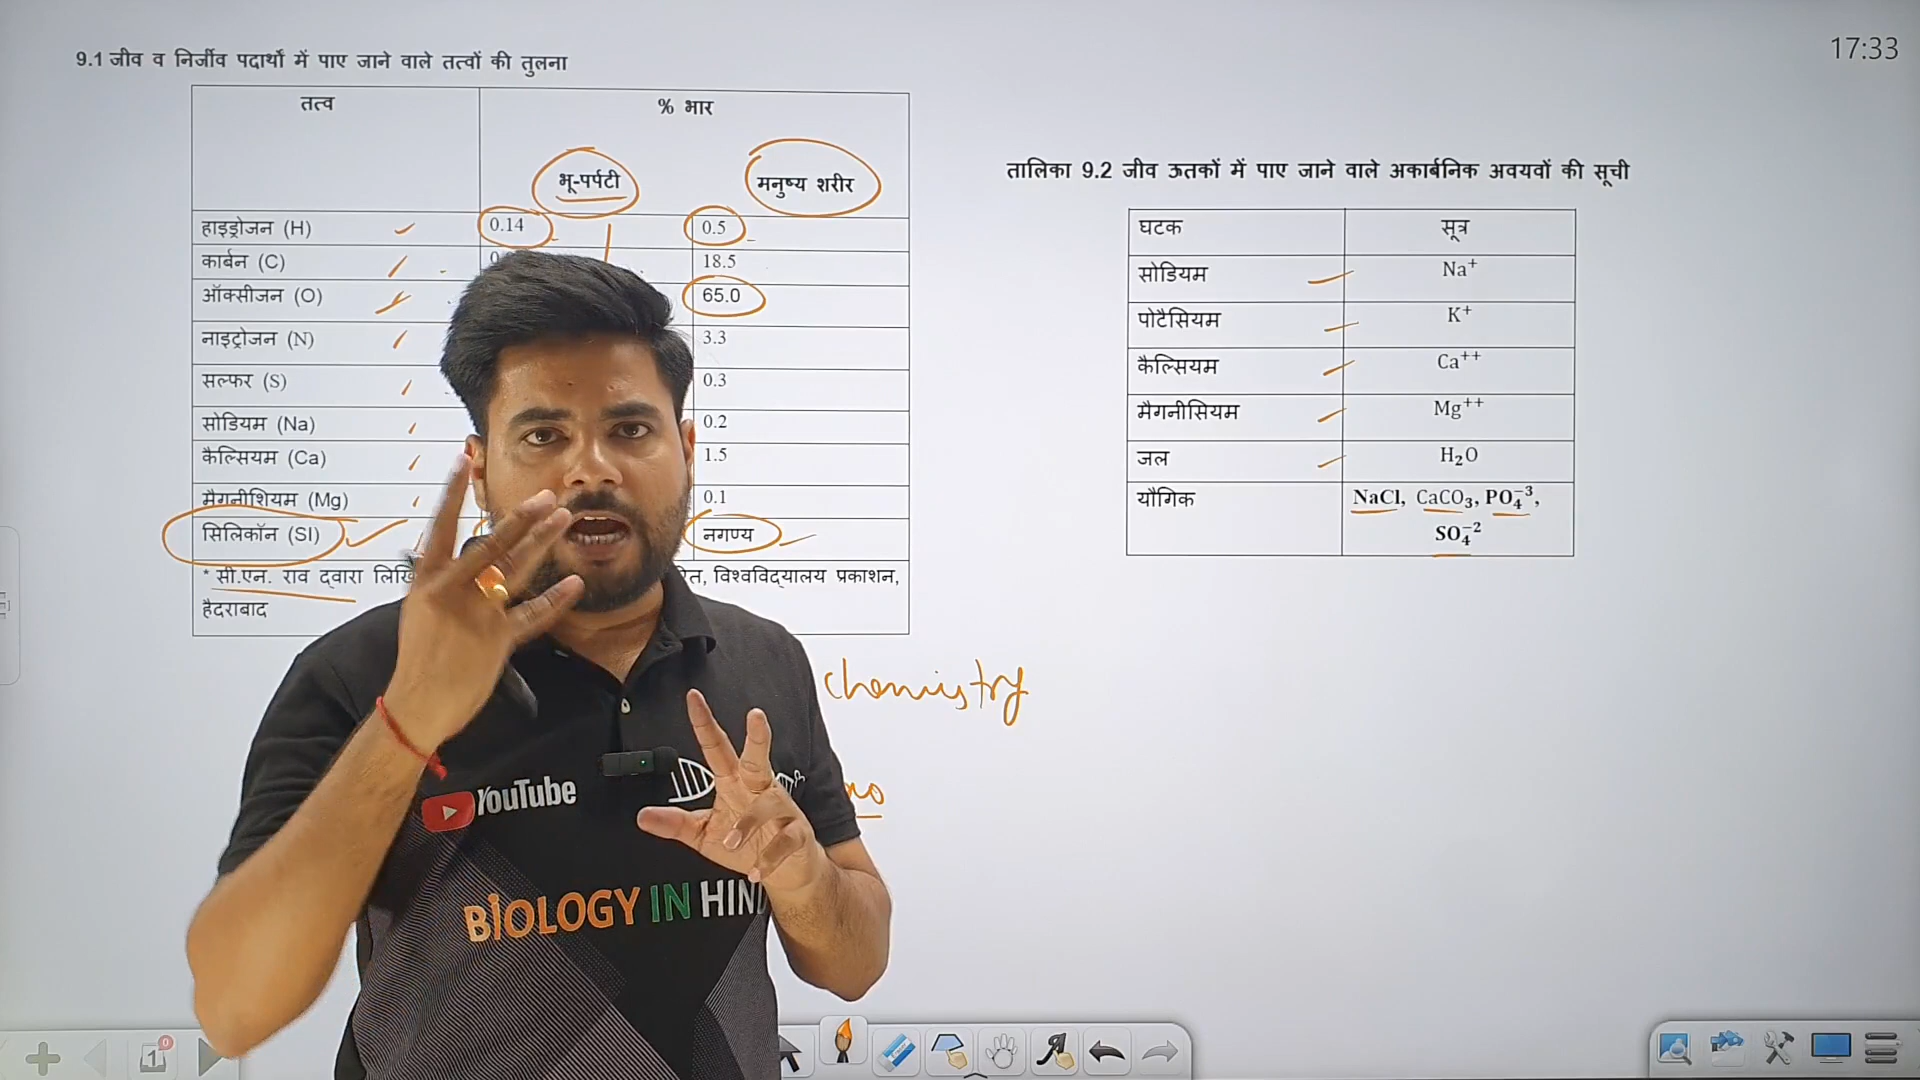 17:33
9.1 जीव व निर्जीव पदार्थों में पाए जाने वाले तत्वों की तुलना
तत्व % भार
भू-पर्पटी मनुष्य शरीर
हाइड्रोजन (H) 0.14 0.5
कार्बन (C) 18.5
ऑक्सीजन (O) 65.0
नाइट्रोजन (N) 3.3
सल्फर (S) 0.3
सोडियम (Na) 0.2
कैल्सियम (Ca) 1.5
मैगनीशियम (Mg) 0.1
सिलिकॉन (SI) नगण्य
* सी.एन. राव द्वारा विश्वविद्यालय प्रकाशन,
हैदराबाद
तालिका 9.2 जीव ऊतकों में पाए जाने वाले अकार्बनिक अवयवों की सूची
घटक सूत्र
सोडियम Na⁺
पोटैसियम K⁺
कैल्सियम Ca⁺⁺
मैगनीसियम Mg⁺⁺
जल H₂O
यौगिक NaCl, CaCO₃, PO₄⁻³,
SO₄⁻²
chemistry
YouTube
BiOLOGY IN
1
0